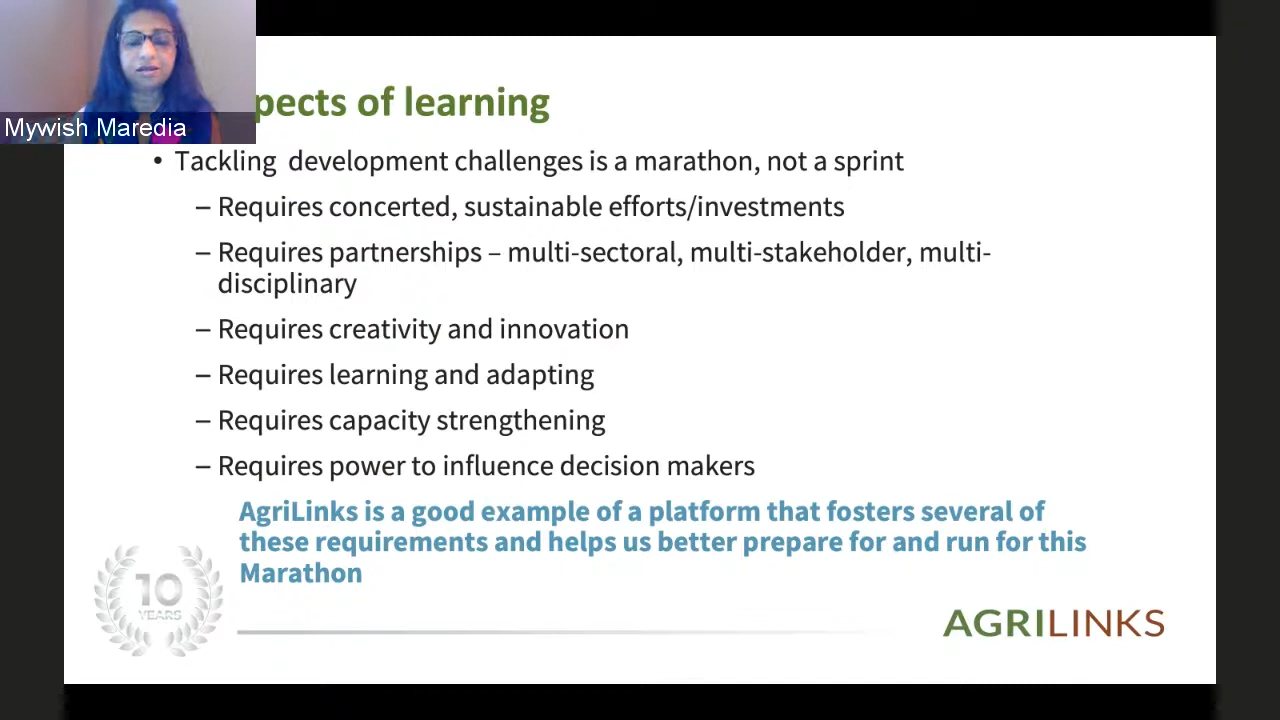 Mywish Maredia
pects of learning
• Tackling development challenges is a marathon, not a sprint
– Requires concerted, sustainable efforts/investments
– Requires partnerships – multi-sectoral, multi-stakeholder, multi-
disciplinary
– Requires creativity and innovation
– Requires learning and adapting
– Requires capacity strengthening
– Requires power to influence decision makers
AgriLinks is a good example of a platform that fosters several of
these requirements and helps us better prepare for and run for this
Marathon
10
YEARS
AGRILINKS